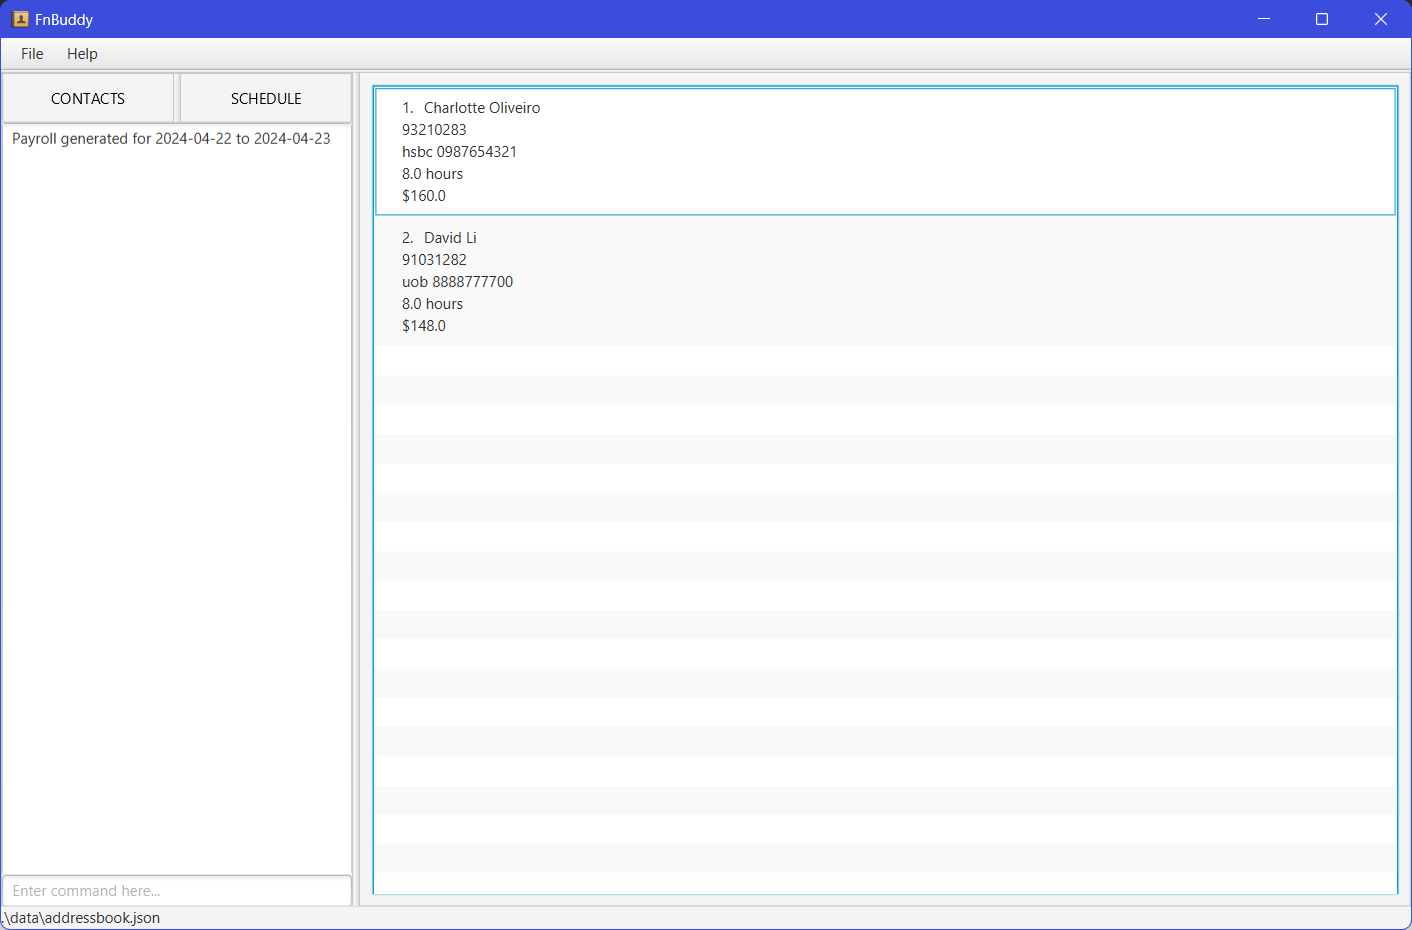 FnBuddy
File Help
CONTACTS SCHEDULE
Payroll generated for 2024-04-22 to 2024-04-23
1. Charlotte Oliveiro
93210283
hsbc 0987654321
8.0 hours
$160.0
2. David Li
91031282
uob 8888777700
8.0 hours
$148.0
Enter command here...
.\data\addressbook.json